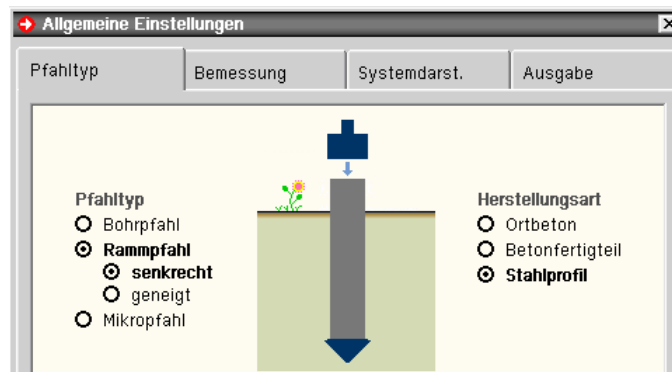 Allgemeine Einstellungen
Pfahltyp
Bemessung
Systemdarst.
Ausgabe
Pfahltyp
Bohrpfahl
Rammpfahl
senkrecht
geneigt
Mikropfahl
Herstellungsart
Ortbeton
Betonfertigteil
Stahlprofil